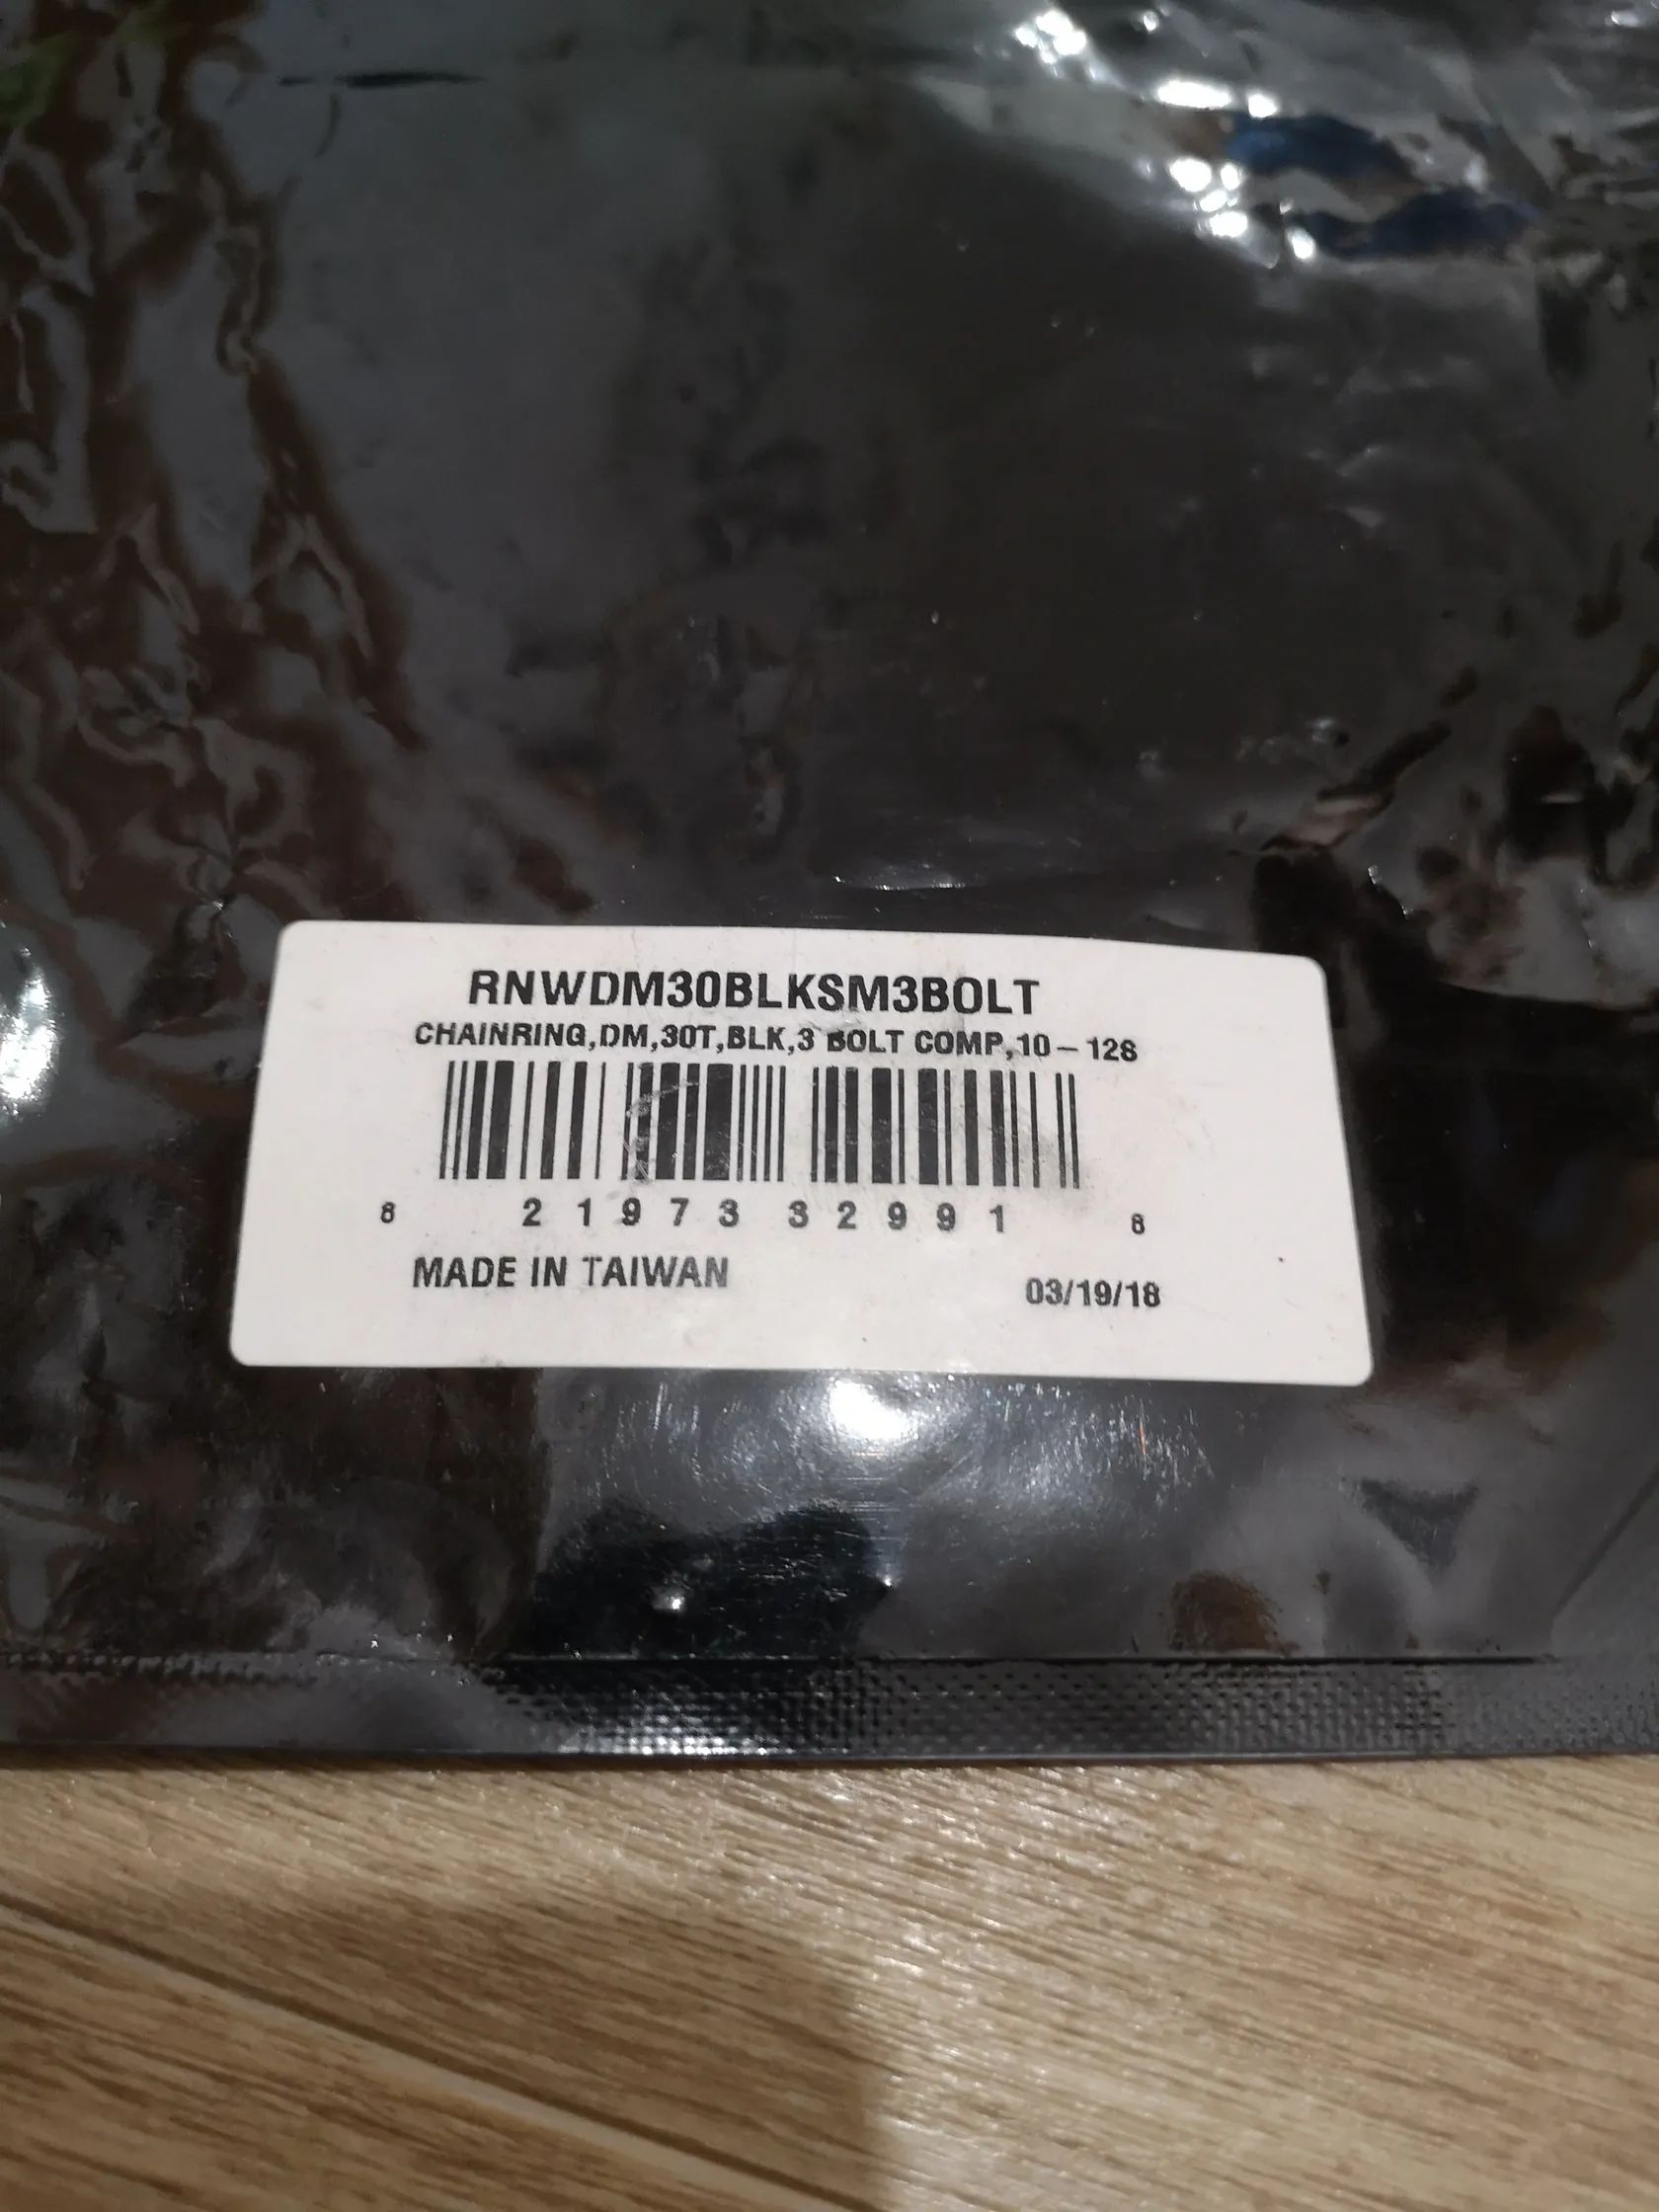 RNWDM30BLKSM3BOLT
CHAINRING,DM,30T,BLK,3 BOLT COMP,10-12S
8 21973 32991 8
MADE IN TAIWAN
03/19/18